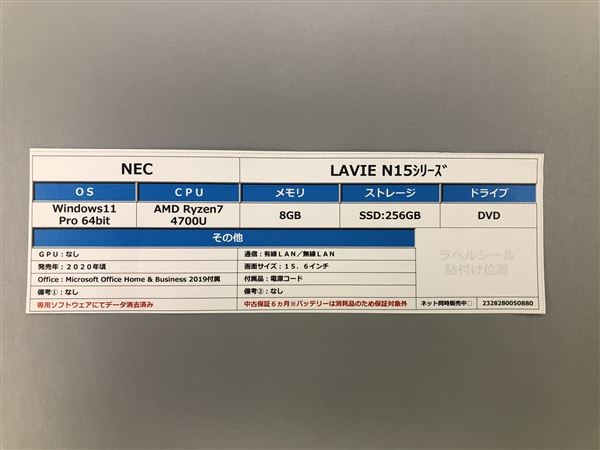 NEC
LAVIE N15ｼﾘｰｽﾞ
ＯＳ
ＣＰＵ
メモリ
ストレージ
ドライブ
Windows11
Pro 64bit
AMD Ryzen7
4700U
8GB
SSD:256GB
DVD
その他
ＧＰＵ：なし
通信：有線ＬＡＮ／無線ＬＡＮ
発売年：２０２０年頃
画面サイズ：１５．６インチ
Office：Microsoft Office Home & Business 2019付属
付属品：電源コード
備考①：なし
備考②：なし
ラベルシール
貼付け位置
専用ソフトウェアにてデータ消去済み
中古保証６ヵ月※バッテリーは消耗品のため保証対象外
ネット同時販売中□
2328280050880